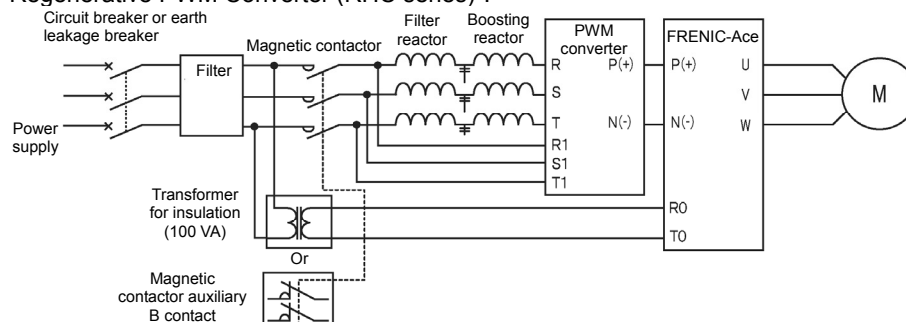 Regenerative PWM Converter (RHC series) :
Circuit breaker or earth
leakage breaker
Magnetic contactor
Filter
reactor
Boosting
reactor
PWM
converter
FRENIC-Ace
Filter
R
P(+)
P(+)
U
S
V
M
T
N(-)
N(-)
W
Power
supply
R1
S1
T1
Transformer
for insulation
(100 VA)
R0
T0
Or
Magnetic
contactor auxiliary
B contact